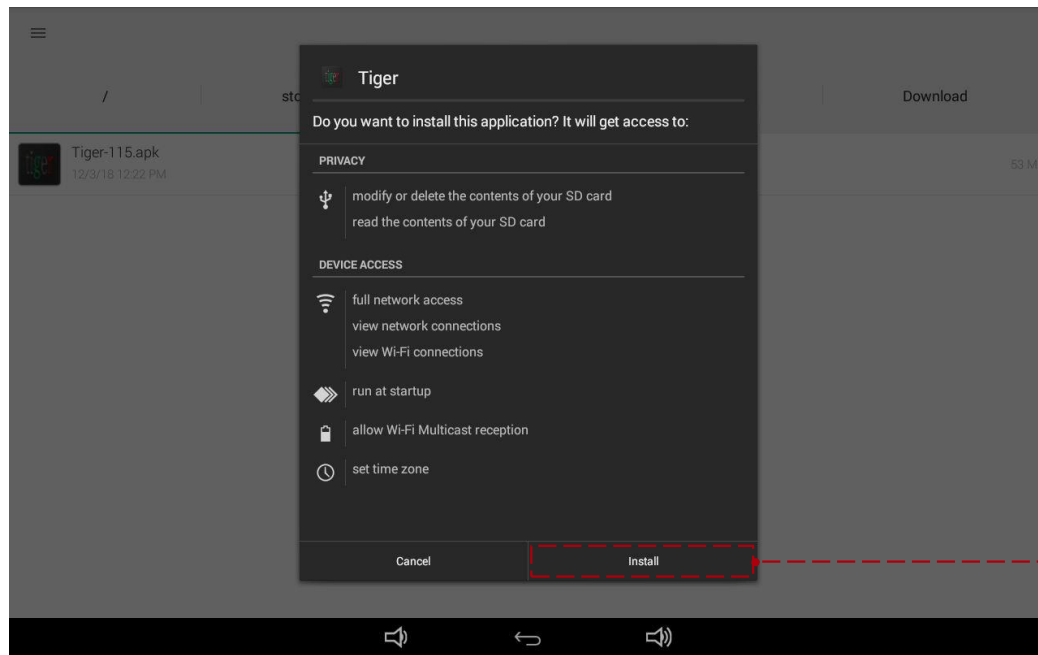 Tiger
/
sto
Download
Do you want to install this application? It will get access to:
Tiger-115.apk
12/3/18 12:22 PM
53 M
PRIVACY
modify or delete the contents of your SD card
read the contents of your SD card
DEVICE ACCESS
full network access
view network connections
view Wi-Fi connections
run at startup
allow Wi-Fi Multicast reception
set time zone
Cancel
Install